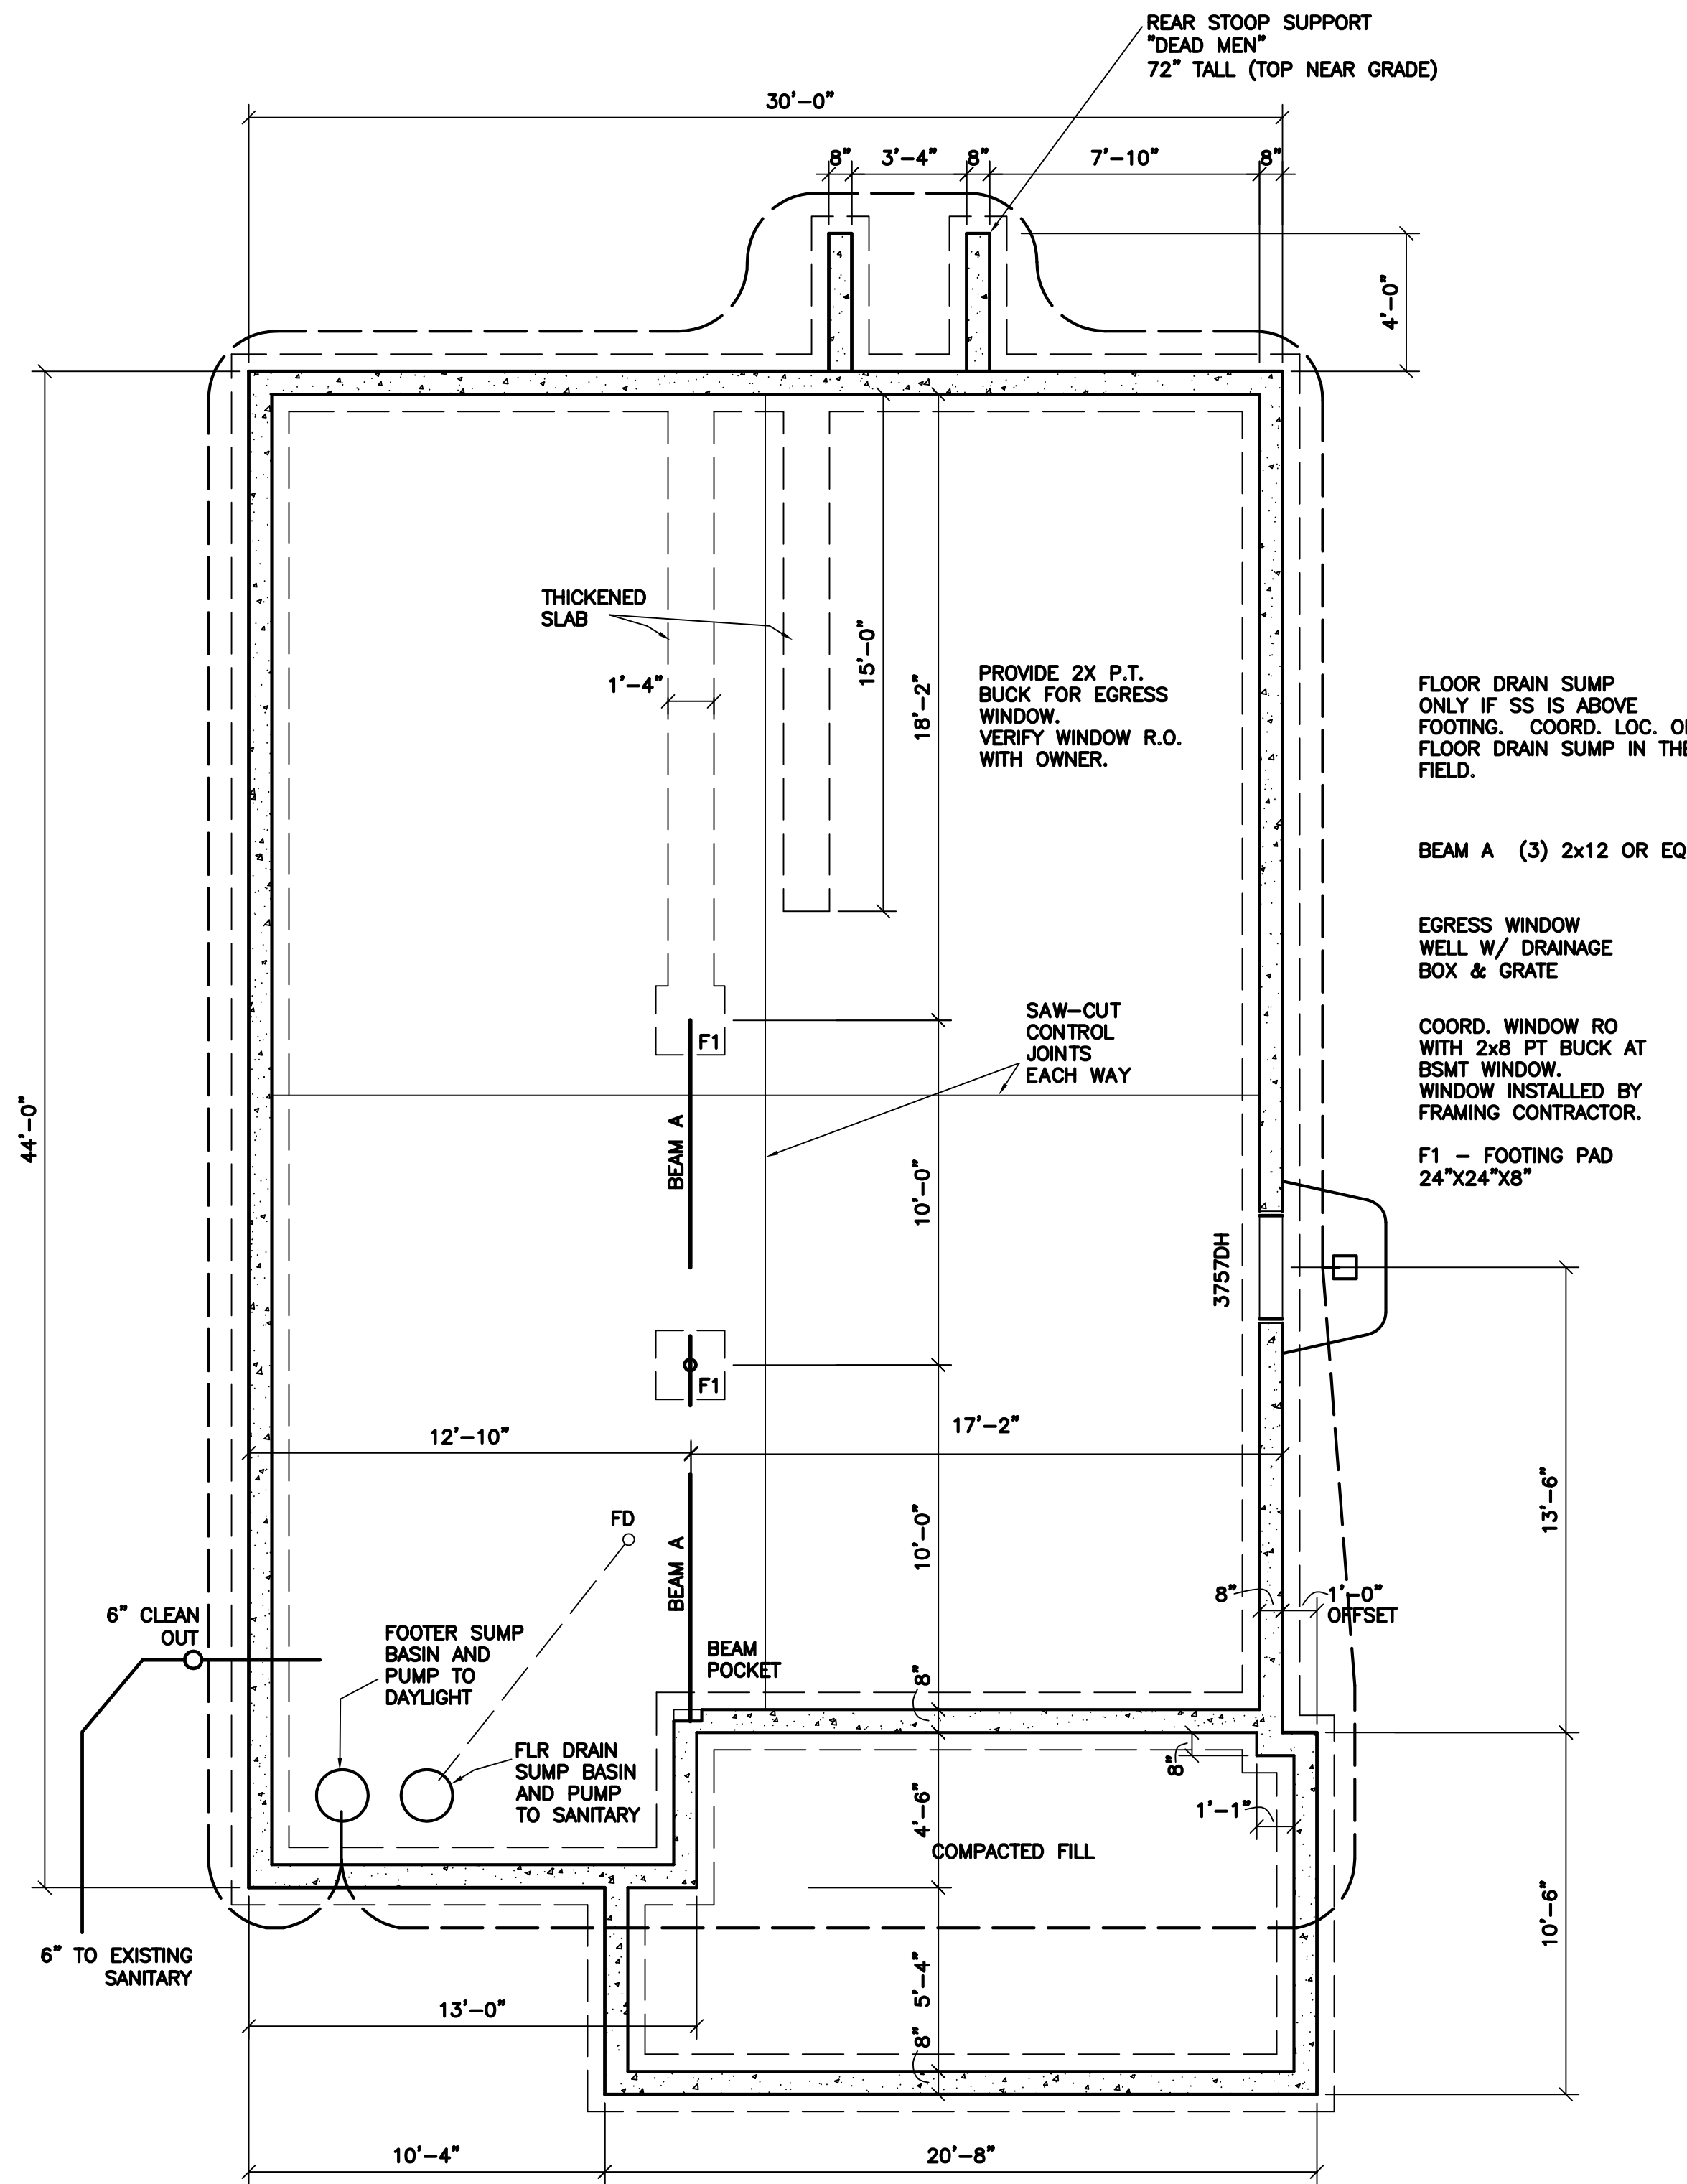 REAR STOOP SUPPORT
"DEAD MEN"
72" TALL (TOP NEAR GRADE)
30'-0"
8"
3'-4"
8"
7'-10"
8"
4'-0"
THICKENED
SLAB
1'-4"
15'-0"
18'-2"
PROVIDE 2X P.T.
BUCK FOR EGRESS
WINDOW.
VERIFY WINDOW R.O.
WITH OWNER.
FLOOR DRAIN SUMP
ONLY IF SS IS ABOVE
FOOTING. COORD. LOC.
FLOOR DRAIN SUMP IN
FIELD.
BEAM A (3) 2x12 OR EQ
EGRESS WINDOW
WELL W/ DRAINAGE
BOX & GRATE
COORD. WINDOW RO
WITH 2x8 PT BUCK AT
BSMT WINDOW.
WINDOW INSTALLED BY
FRAMING CONTRACTOR.
F1 - FOOTING PAD
24"X24"X8"
F1
SAW-CUT
CONTROL
JOINTS
EACH WAY
44'-0"
BEAM A
10'-0"
3757DH
F1
12'-10"
17'-2"
13'-6"
FD
BEAM A
10'-0"
8"
1'-0"
OFFSET
6" CLEAN
OUT
FOOTER SUMP
BASIN AND
PUMP TO
DAYLIGHT
BEAM
POCKET
8"
FLR DRAIN
SUMP BASIN
AND PUMP
TO SANITARY
8"
4'-6"
1'-1"
COMPACTED FILL
10'-6"
6" TO EXISTING
SANITARY
5'-4"
13'-0"
8"
10'-4"
20'-8"